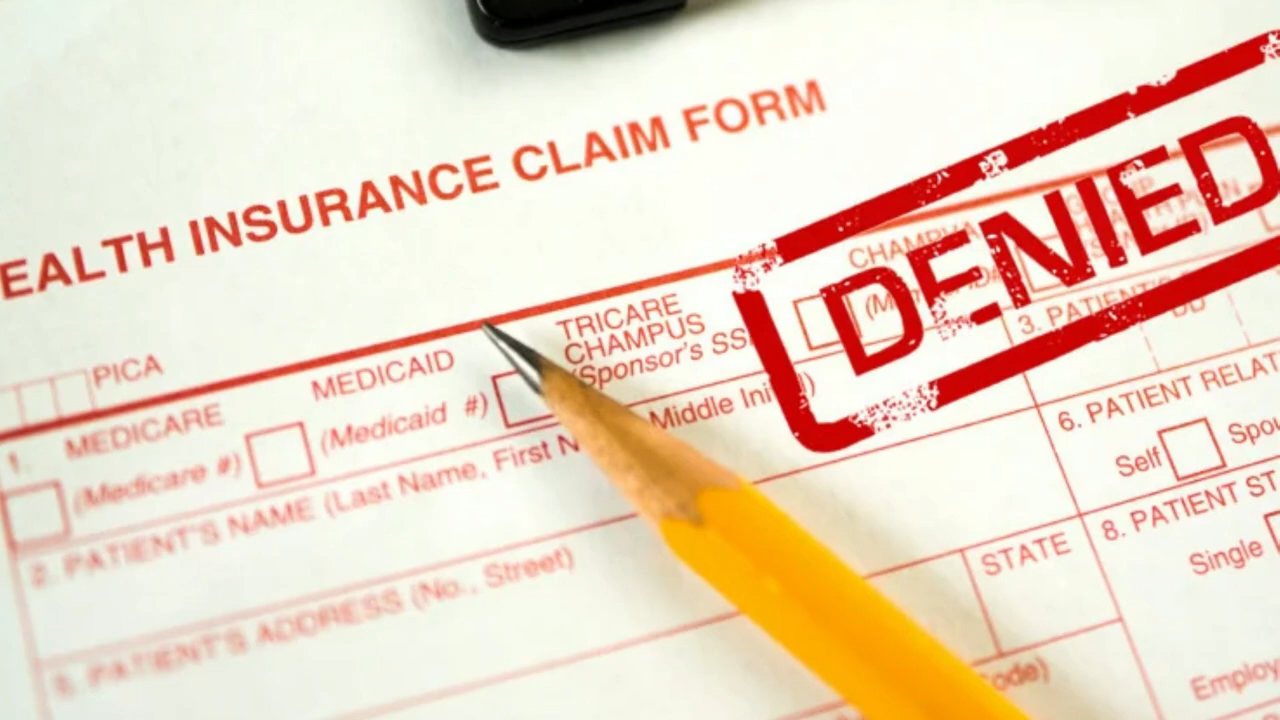 EALTH INSURANCE CLAIM FORM
DENIED
PICA
1. MEDICARE
MEDICAID
TRICARE
CHAMPUS
CHAMPVA
(Medicare #)
(Medicaid #)
(Sponsor's SS
2. PATIENT'S NAME (Last Name, First N
Middle Ini
3. PATIENT'S
DD
5. PATIENT'S ADDRESS (No., Street)
6. PATIENT RELAT
Self
Spou
STATE
8. PATIENT ST
Single
Employ
Code)